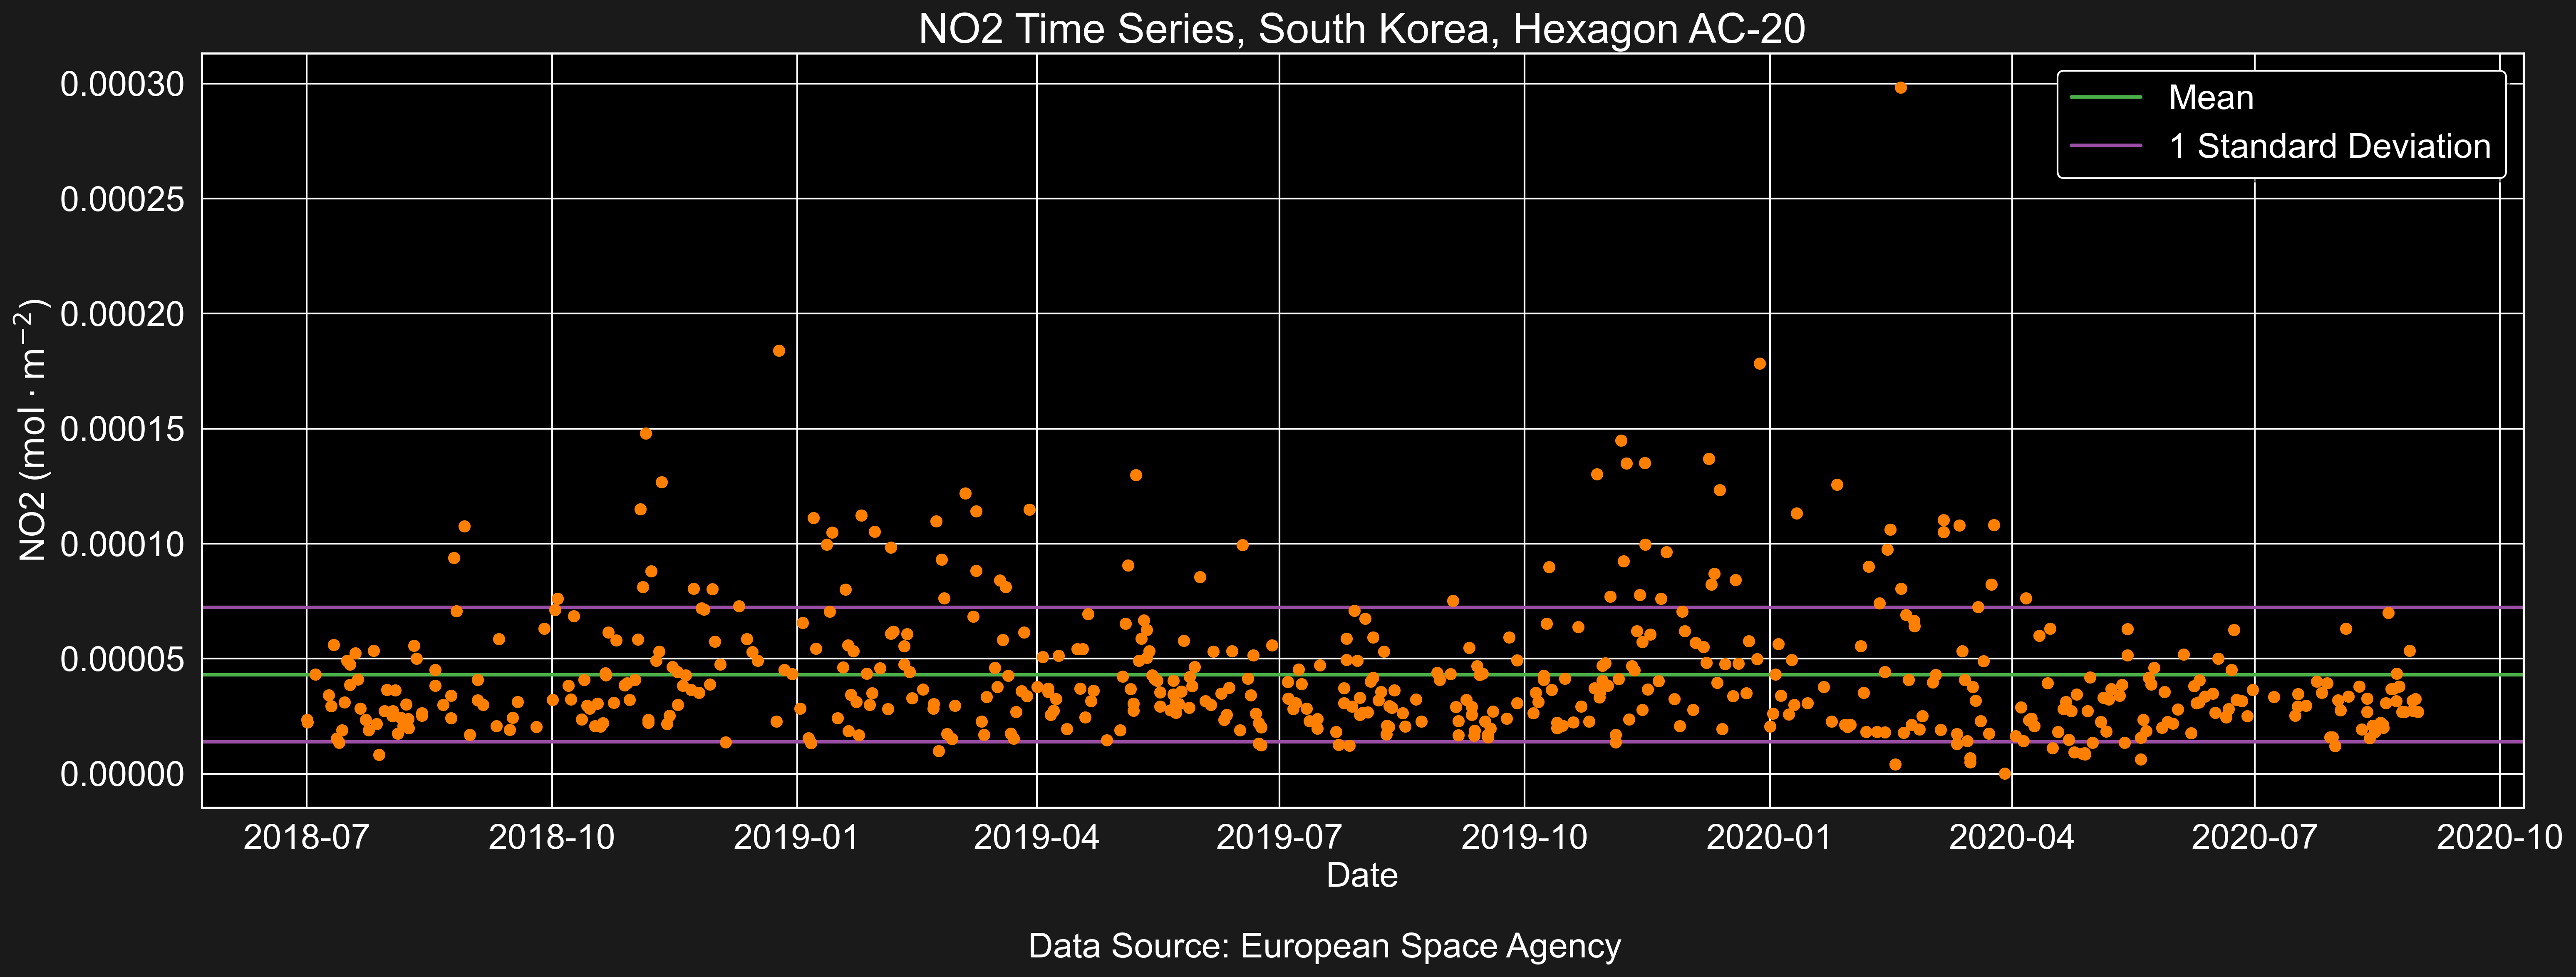 NO2 Time Series, South Korea, Hexagon AC-20
0.00030
0.00025
0.00020
0.00015
0.00010
0.00005
0.00000
NO2 (mol · m⁻²)
Mean
1 Standard Deviation
2018-07 2018-10 2019-01 2019-04 2019-07 2019-10 2020-01 2020-04 2020-07 2020-10
Date
Data Source: European Space Agency